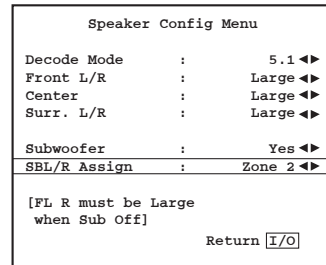 Speaker Config Menu
Decode Mode : 5.1◄►
Front L/R : Large◄►
Center : Large◄►
Surr. L/R : Large◄►
Subwoofer : Yes◄►
SBL/R Assign : Zone 2◄►
[FL R must be Large
when Sub Off]
Return I/O